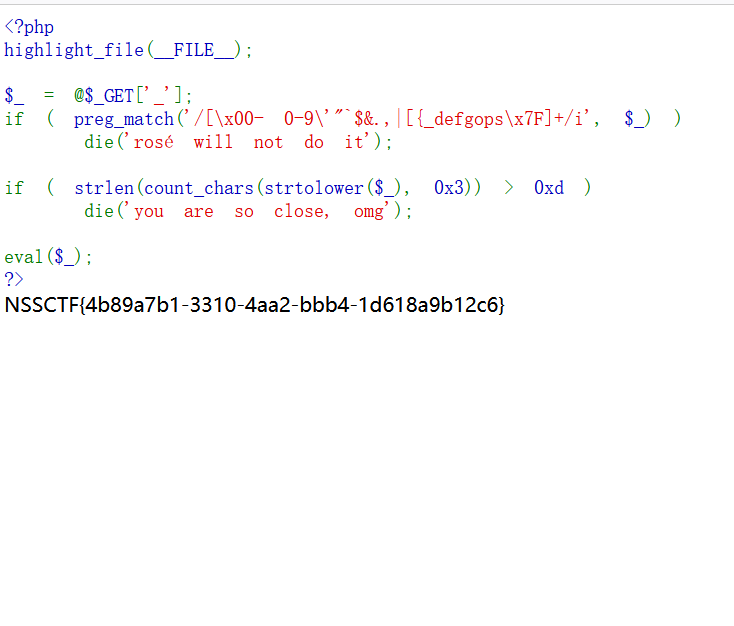 <?php
highlight_file(__FILE__);
$_ = @$_GET['_'];
if ( preg_match('/[\x00- 0-9\'"`$&.,|[{_defgops\x7F]+/i', $_) )
die('rosé will not do it');
if ( strlen(count_chars(strtolower($_), 0x3)) > 0xd )
die('you are so close, omg');
eval($_);
?>
NSSCTF{4b89a7b1-3310-4aa2-bbb4-1d618a9b12c6}